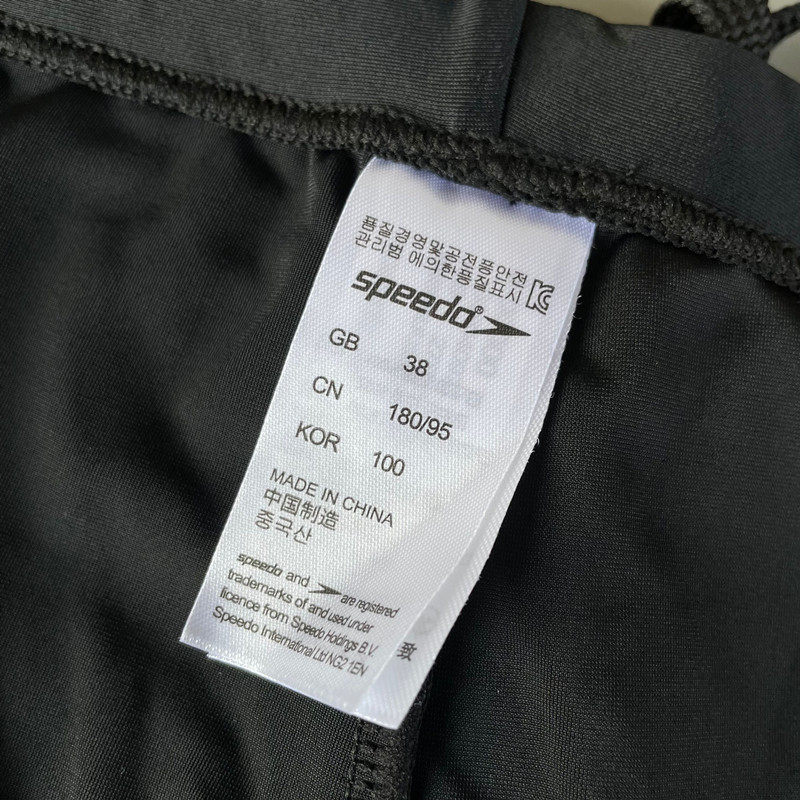 품질경영및공전품안전
관리법 에의한품질표시
speedo®
GB 38
CN 180/95
KOR 100
MADE IN CHINA
中国制造
중국산
speedo and are registered
trademarks of and used under
licence from Speedo Holdings B.V.
Speedo International Ltd NG2 1EN
致